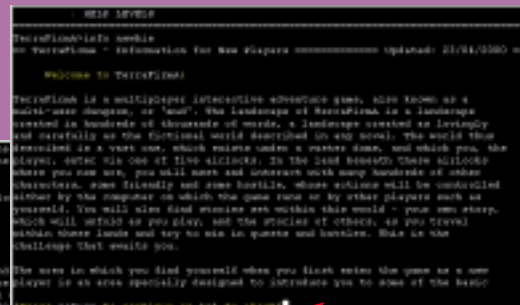 HELP LEVELS
TerraFirma>info newbie
== TerraFirma - Information for New Players ============== Updated: 23/01/2000 ==
Welcome to TerraFirma!
TerraFirma is a multiplayer interactive adventure game, also known as a
multi-user dungeon, or "mud". The landscape of TerraFirma is a landscape
created in hundreds of thousands of words, a landscape created as lovingly
and carefully as the fictional world described in any novel. The world thus
described is a vast one, which exists under a vaster dome, and which you, the
player, enter via one of five airlocks. In the land beneath these airlocks
where you now are, you will meet and interact with many hundreds of other
characters, some friendly and some hostile, whose actions will be controlled
either by the computer on which the game runs or by other players such as
yourself. You will also find stories set within this world - your own story,
which will unfold as you play, and the stories of others, as you travel
within these lands and try to win in quests and battles. This is the
challenge that awaits you.
The area in which you find yourself when you first enter the game as a new
player is an area specially designed to introduce you to some of the basic